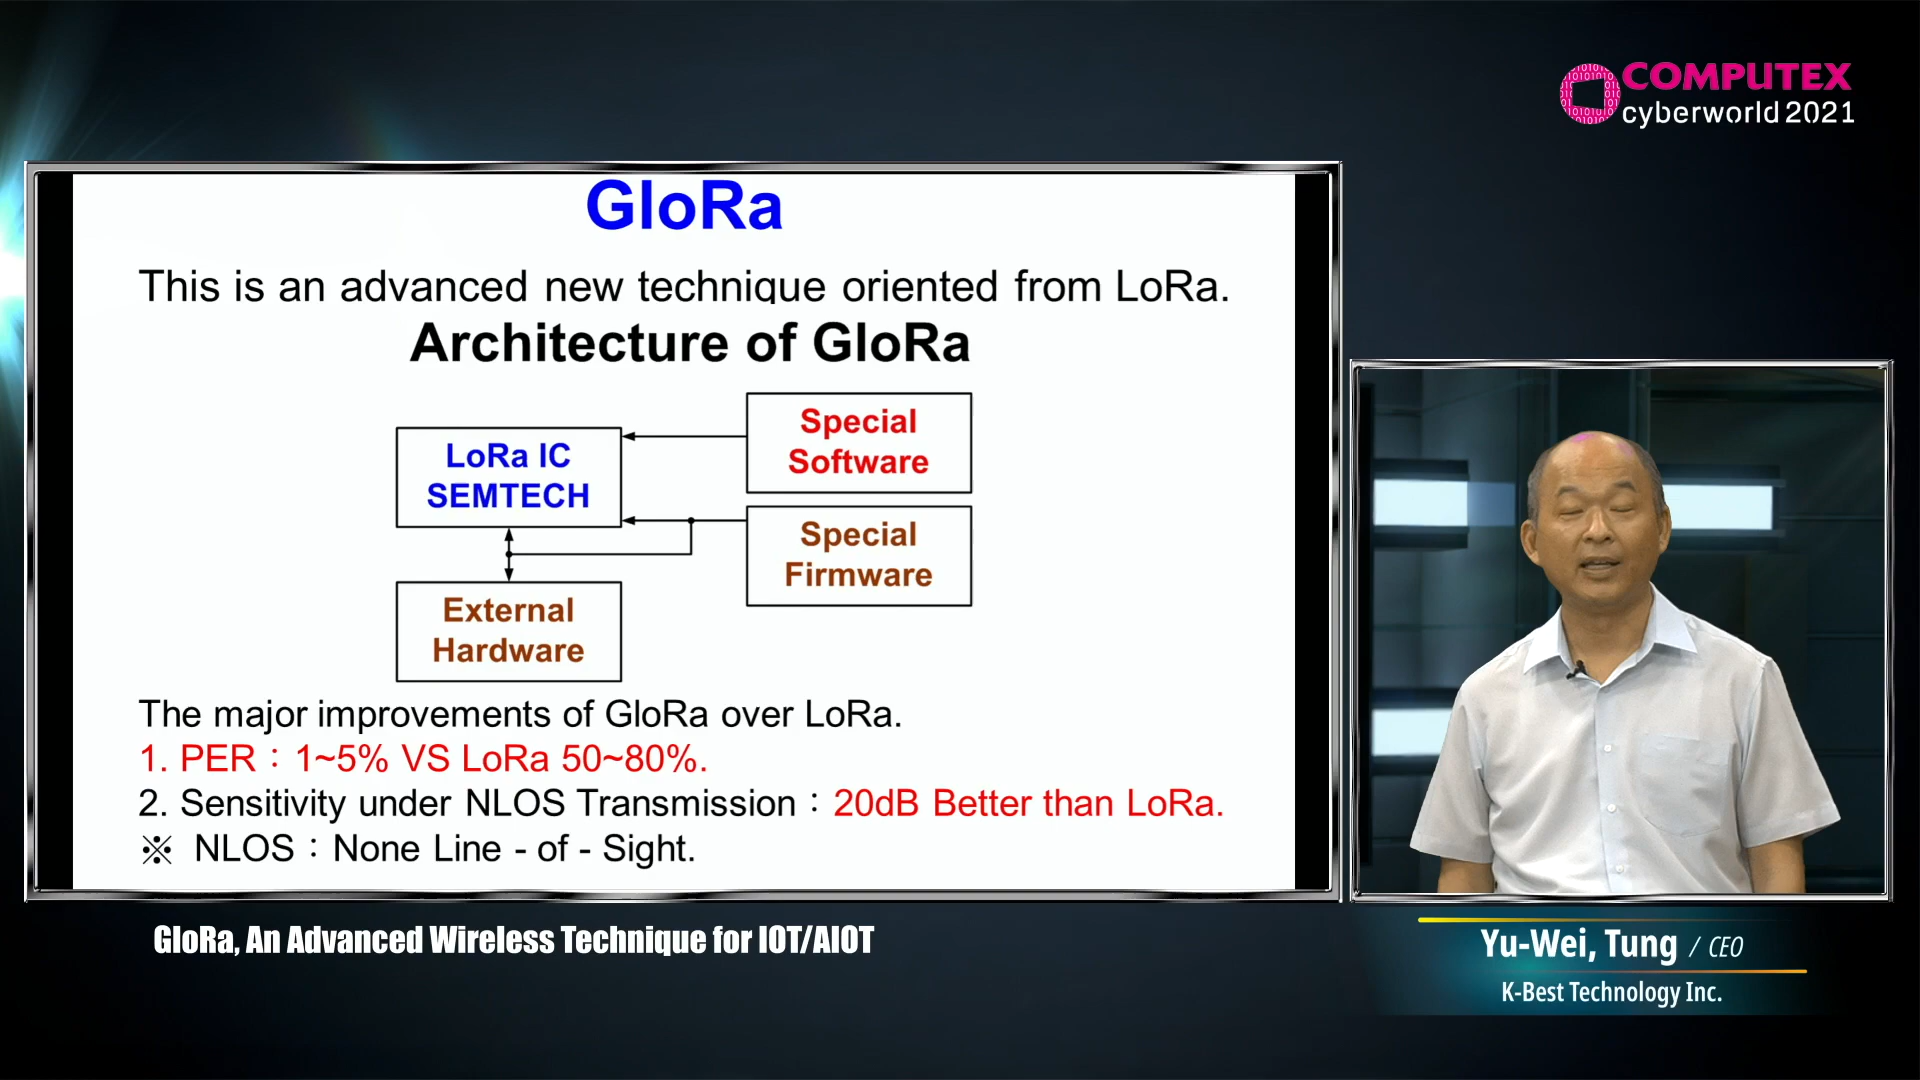 COMPUTEX
cyberworld 2021
GloRa
This is an advanced new technique oriented from LoRa.
Architecture of GloRa
Special
Software
LoRa IC
SEMTECH
Special
Firmware
External
Hardware
The major improvements of GloRa over LoRa.
1. PER：1~5% VS LoRa 50~80%.
2. Sensitivity under NLOS Transmission：20dB Better than LoRa.
※ NLOS：None Line - of - Sight.
GloRa, An Advanced Wireless Technique for IOT/AIOT
Yu-Wei, Tung / CEO
K-Best Technology Inc.